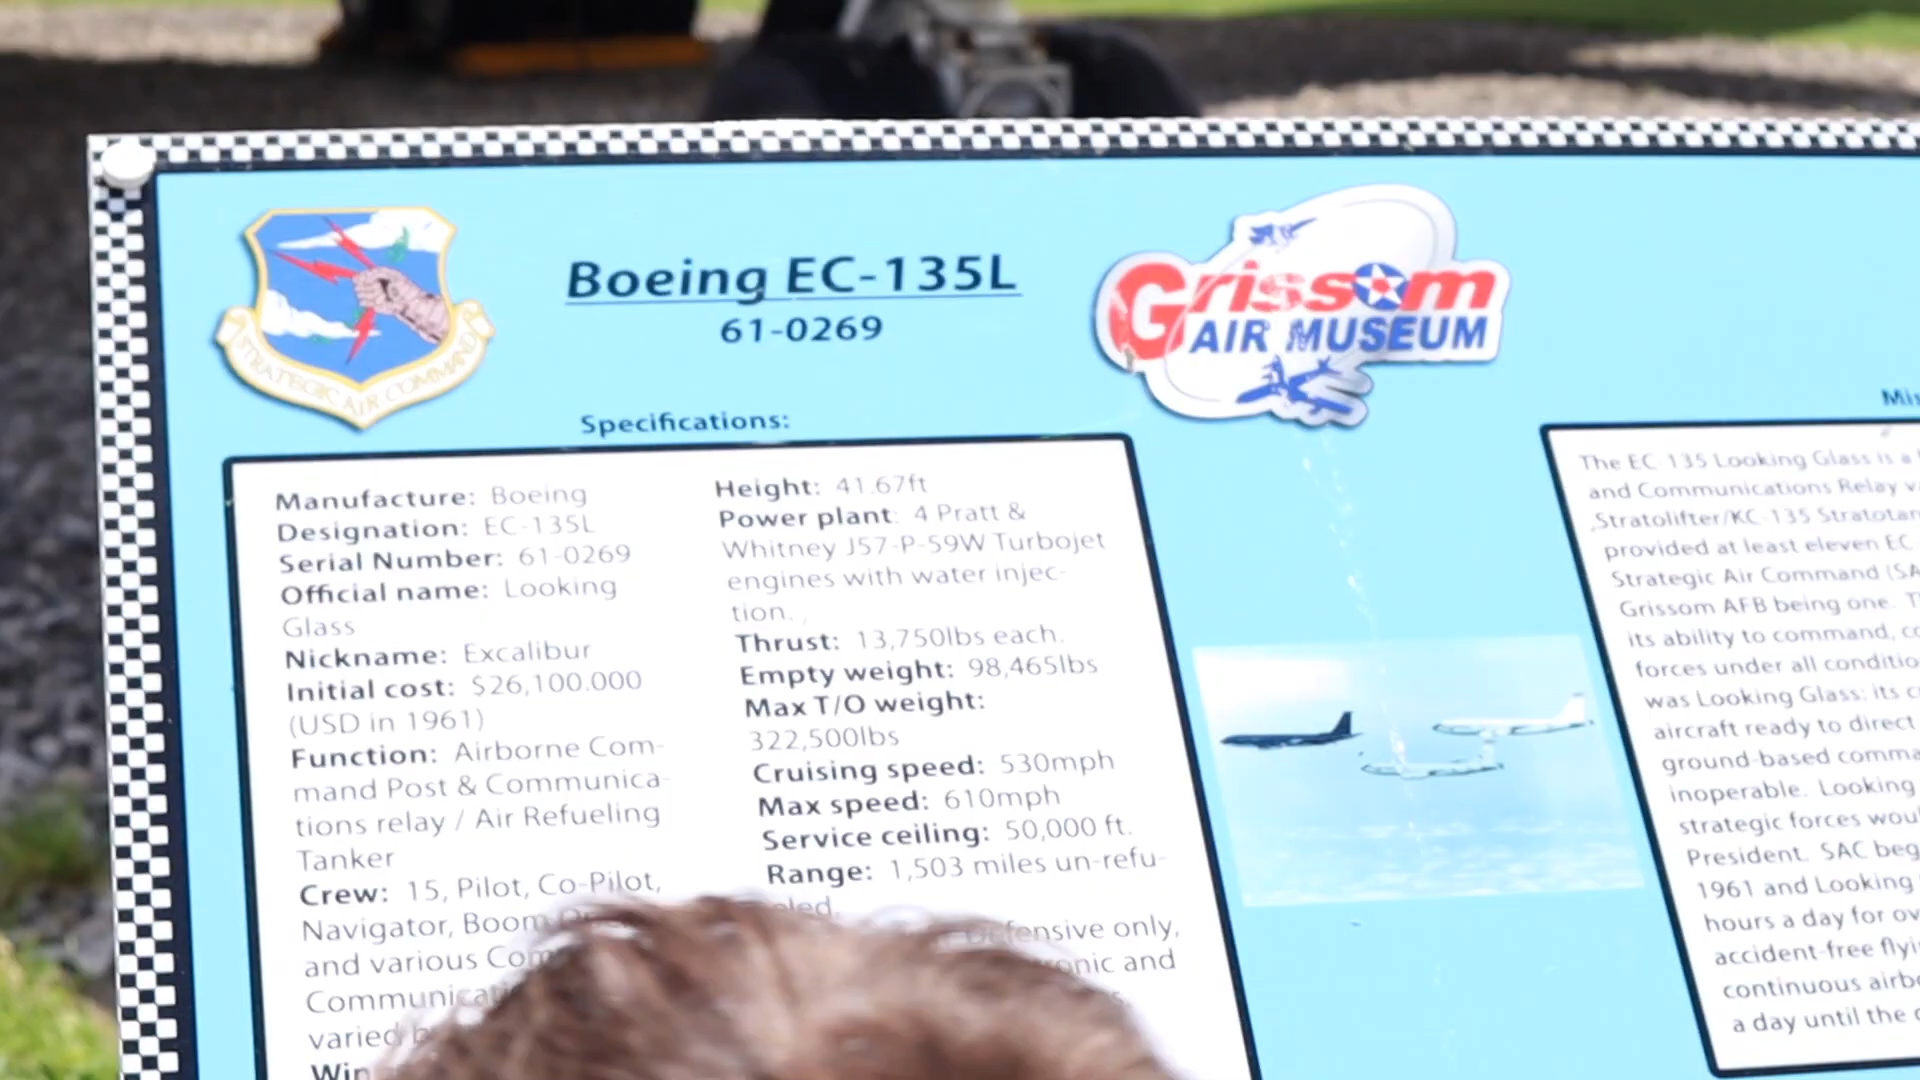 STRATEGIC AIR COMMAND
Boeing EC-135L
61-0269
Grissom
AIR MUSEUM
Specifications:
Manufacture: Boeing
Designation: EC-135L
Serial Number: 61-0269
Official name: Looking
Glass
Nickname: Excalibur
Initial cost: $26,100.000
(USD in 1961)
Function: Airborne Com-
mand Post & Communica-
tions relay / Air Refueling
Tanker
Crew: 15, Pilot, Co-Pilot,
Navigator, Boom
and various
varied
Height: 41.67ft
Power plant: 4 Pratt &
Whitney J57-P-59W Turbojet
engines with water injec-
tion.
Thrust: 13,750lbs each.
Empty weight: 98,465lbs
Max T/O weight:
322,500lbs
Cruising speed: 530mph
Max speed: 610mph
Service ceiling: 50,000 ft.
Range: 1,503 miles un-refu-
eled.
Defensive only,
and
The EC 135 Looking Glass is a
and Communications Relay
Stratolifter/KC-135
provided at least eleven EC
Strategic Air Command
Grissom AFB being one.
its ability to command,
forces under all
was Looking Glass: its
aircraft ready to direct
ground-based
inoperable. Looking
strategic forces
President. SAC
1961 and Looking
hours a day for
accident-free
continuous
a day until the